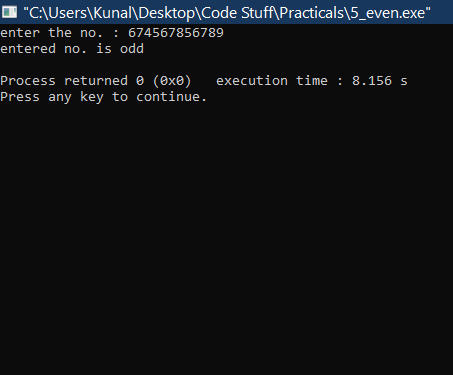 "C:\Users\Kunal\Desktop\Code Stuff\Practicals\5_even.exe"
enter the no. : 674567856789
entered no. is odd
Process returned 0 (0x0)   execution time : 8.156 s
Press any key to continue.